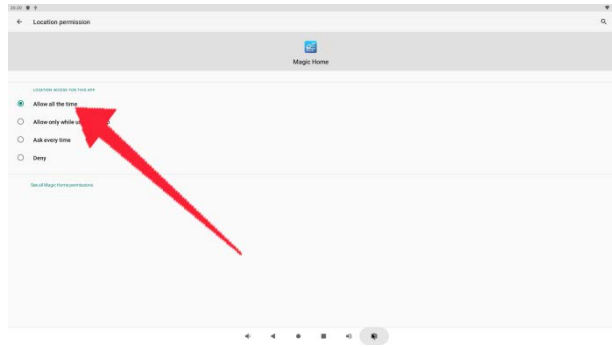 Location permission
Magic Home
LOCATION ACCESS FOR THIS APP
Allow all the time
Allow only while
Ask every time
Deny
See all Magic Home permissions